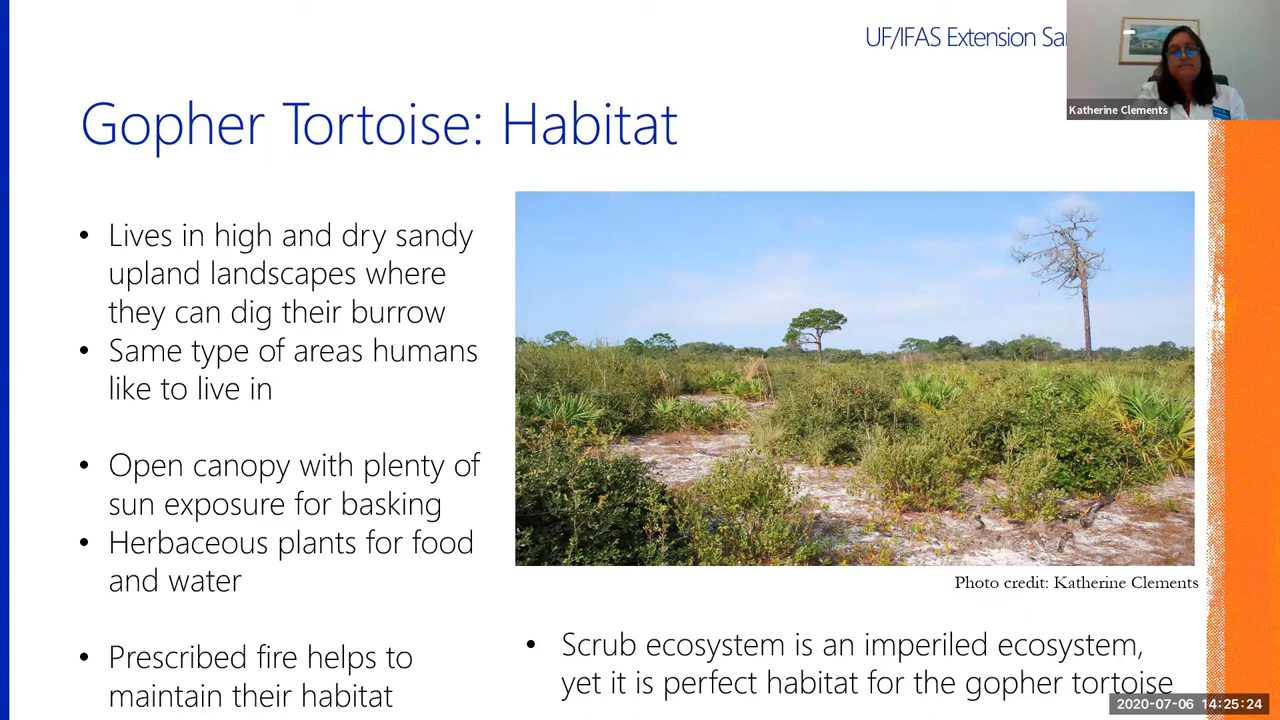 UF/IFAS Extension
Katherine Clements
Gopher Tortoise: Habitat
• Lives in high and dry sandy
upland landscapes where
they can dig their burrow
• Same type of areas humans
like to live in
• Open canopy with plenty of
sun exposure for basking
• Herbaceous plants for food
and water
• Prescribed fire helps to
maintain their habitat
Photo credit: Katherine Clements
• Scrub ecosystem is an imperiled ecosystem,
yet it is perfect habitat for the gopher tortoise
2020-07-06 14:25:24